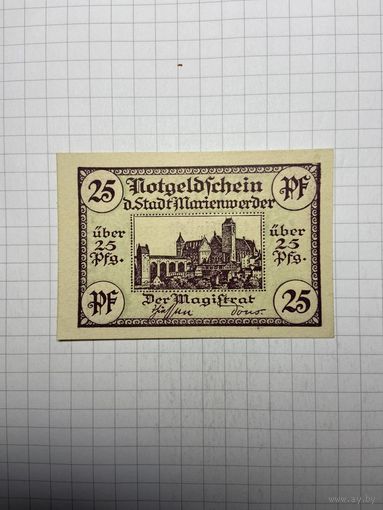 25 Notgeldschein Pf
d. Stadt Marienwerder
über
25
Pfg.
über
25
Pfg.
Der Magistrat
Pf 25
www.ay.by